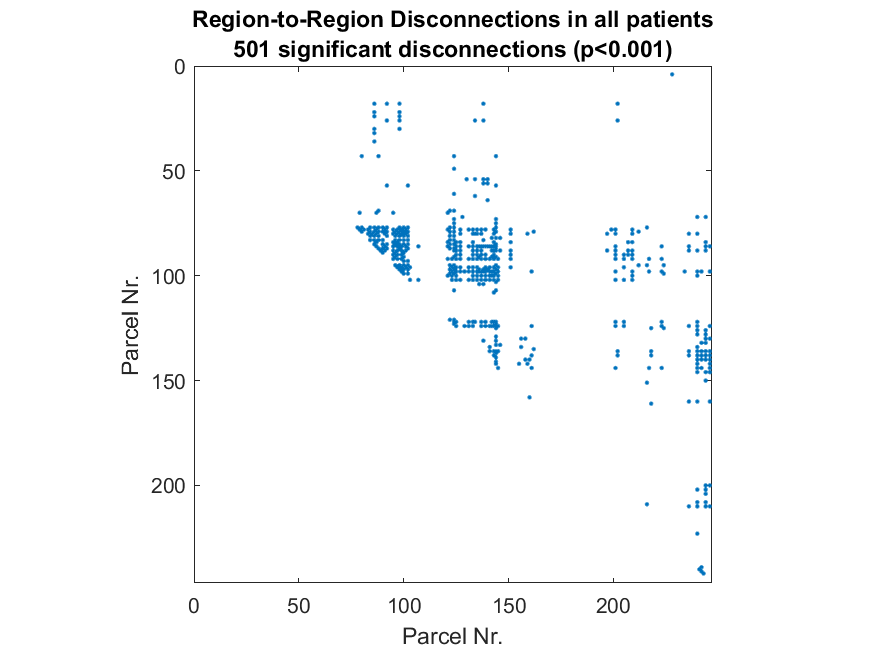 Region-to-Region Disconnections in all patients
501 significant disconnections (p<0.001)
0
50
100
150
200
Parcel Nr.
0 50 100 150 200
Parcel Nr.